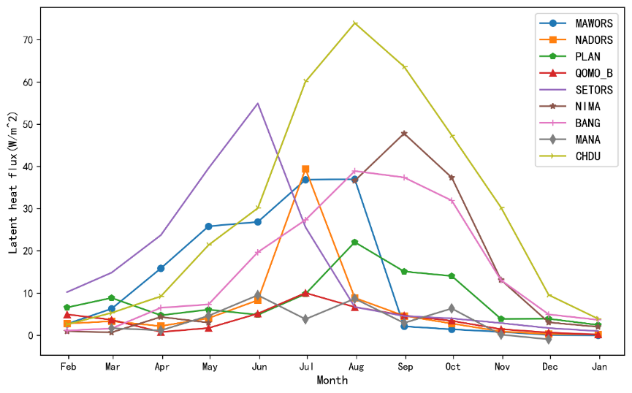 MAWORS
NADORS
PLAN
QOMO_B
SETORS
NIMA
BANG
MANA
CHDU
Latent heat flux(W/m^2)
70
60
50
40
30
20
10
0
Feb Mar Apr May Jun Jul Aug Sep Oct Nov Dec Jan
Month